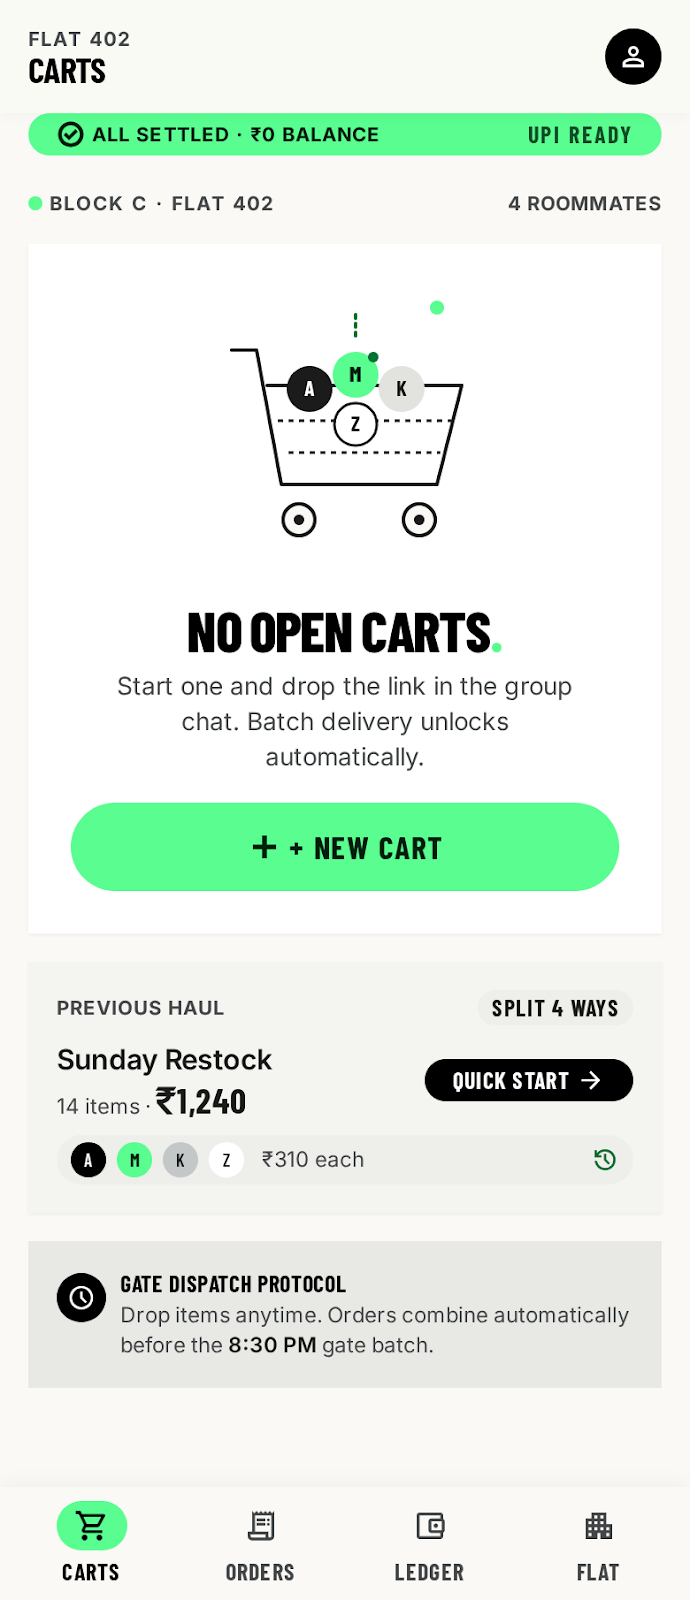 FLAT 402
CARTS
ALL SETTLED · ₹0 BALANCE
UPI READY
BLOCK C · FLAT 402
4 ROOMMATES
M
A
K
Z
NO OPEN CARTS.
Start one and drop the link in the group
chat. Batch delivery unlocks
automatically.
+ NEW CART
PREVIOUS HAUL
SPLIT 4 WAYS
Sunday Restock
14 items · ₹1,240
QUICK START →
A M K Z ₹310 each
GATE DISPATCH PROTOCOL
Drop items anytime. Orders combine automatically
before the 8:30 PM gate batch.
CARTS
ORDERS
LEDGER
FLAT